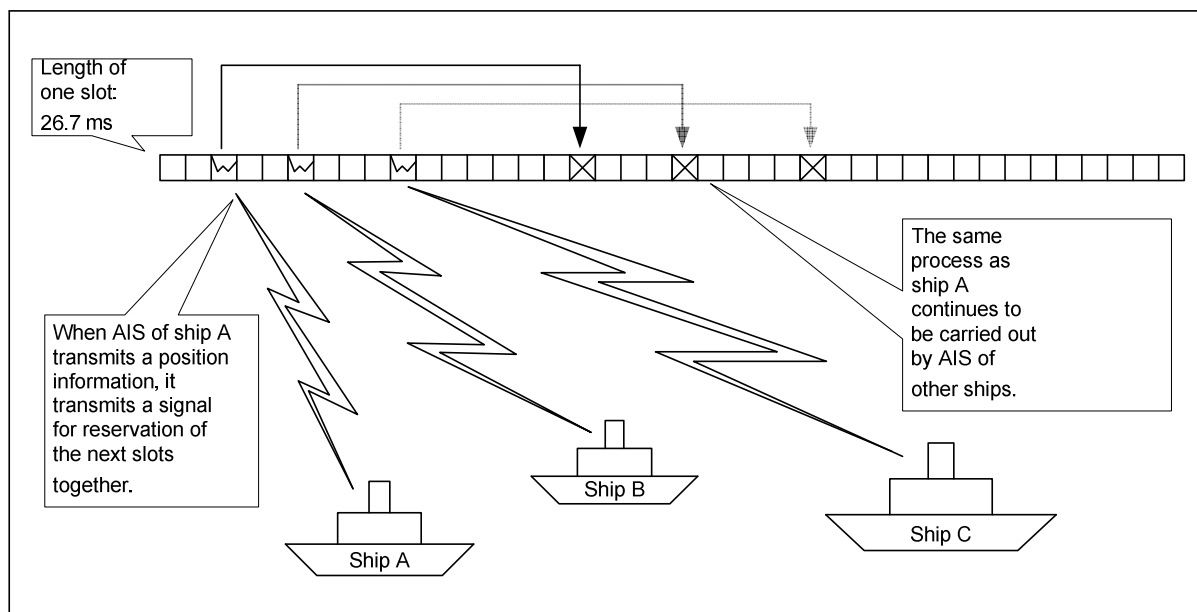 Length of
one slot:
26.7 ms
When AIS of ship A
transmits a position
information, it
transmits a signal
for reservation of
the next slots
together.
The same
process as
ship A
continues to
be carried out
by AIS of
other ships.
Ship A
Ship B
Ship C